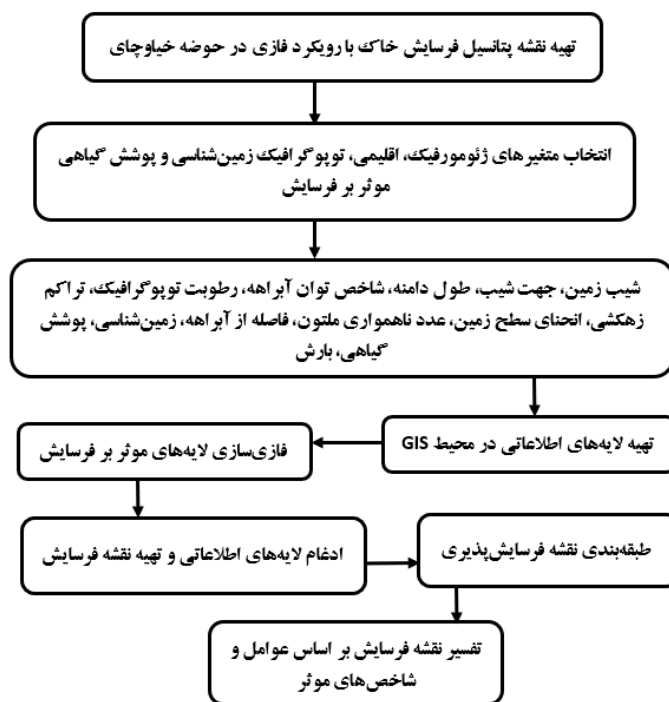 تهیه نقشه پتانسیل فرسایش خاک با رویکرد فازی در حوضه خیاوچای
انتخاب متغیرهای ژئومورفیک، اقلیمی، توپوگرافیک زمین‌شناسی و پوشش گیاهی
موثر بر فرسایش
شیب زمین، جهت شیب، طول دامنه، شاخص توان آبراهه، رطوبت توپوگرافیک، تراکم
زهکشی، انحنای سطح زمین، عدد ناهمواری ملتون، فاصله از آبراهه، زمین‌شناسی، پوشش
گیاهی، بارش
تهیه لایه‌های اطلاعاتی در محیط GIS
فازی‌سازی لایه‌های موثر بر فرسایش
ادغام لایه‌های اطلاعاتی و تهیه نقشه فرسایش
طبقه‌بندی نقشه فرسایش‌پذیری
تفسیر نقشه فرسایش بر اساس عوامل و
شاخص‌های موثر